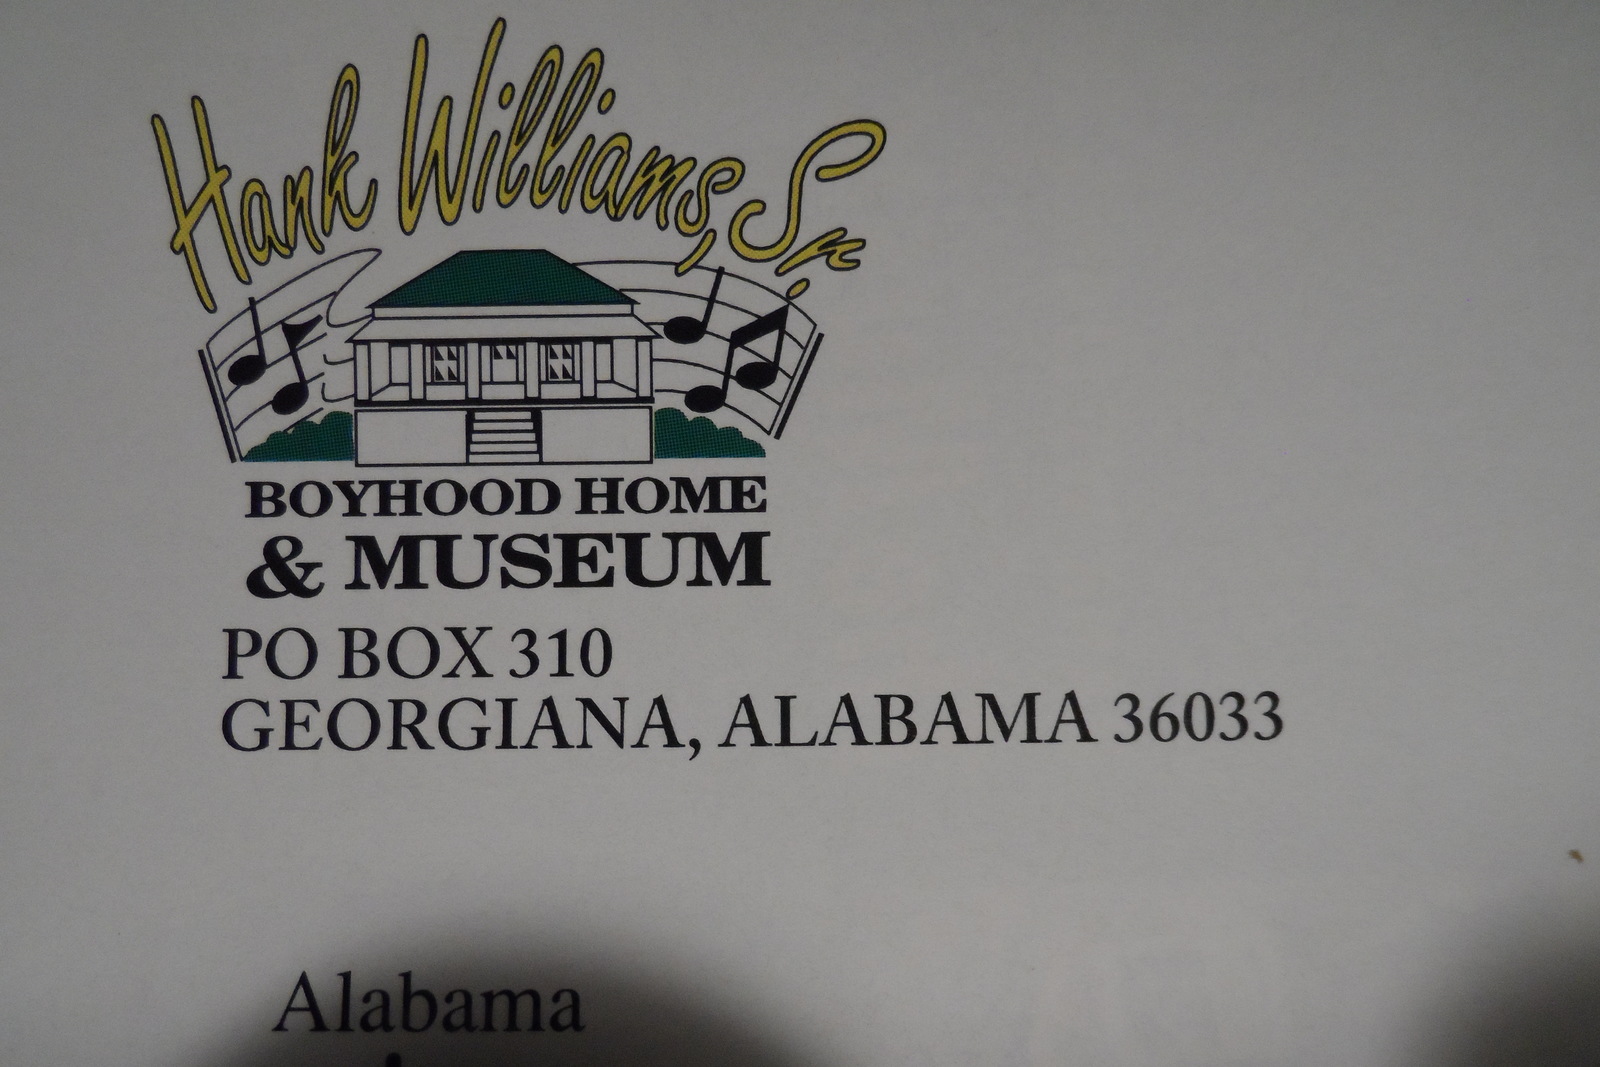 Hank Williams, Sr.
BOYHOOD HOME
& MUSEUM
PO BOX 310
GEORGIANA, ALABAMA 36033
Alabama